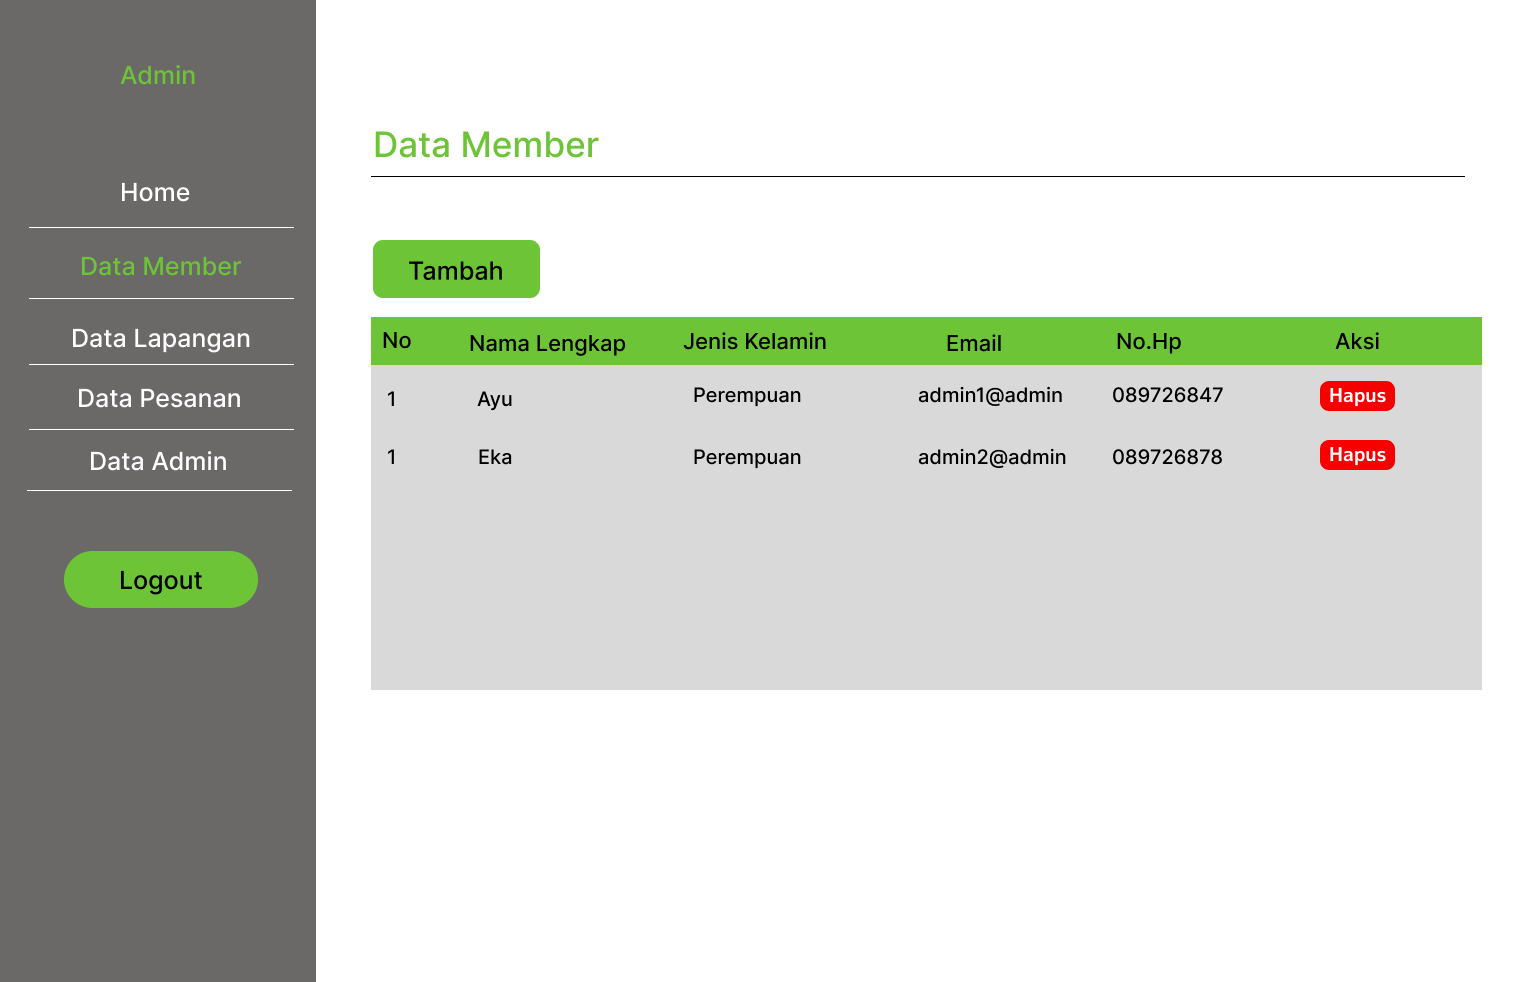 Admin
Home
Data Member
Data Lapangan
Data Pesanan
Data Admin
Logout
Data Member
Tambah
No Nama Lengkap Jenis Kelamin Email No.Hp Aksi
1 Ayu Perempuan admin1@admin 089726847 Hapus
1 Eka Perempuan admin2@admin 089726878 Hapus